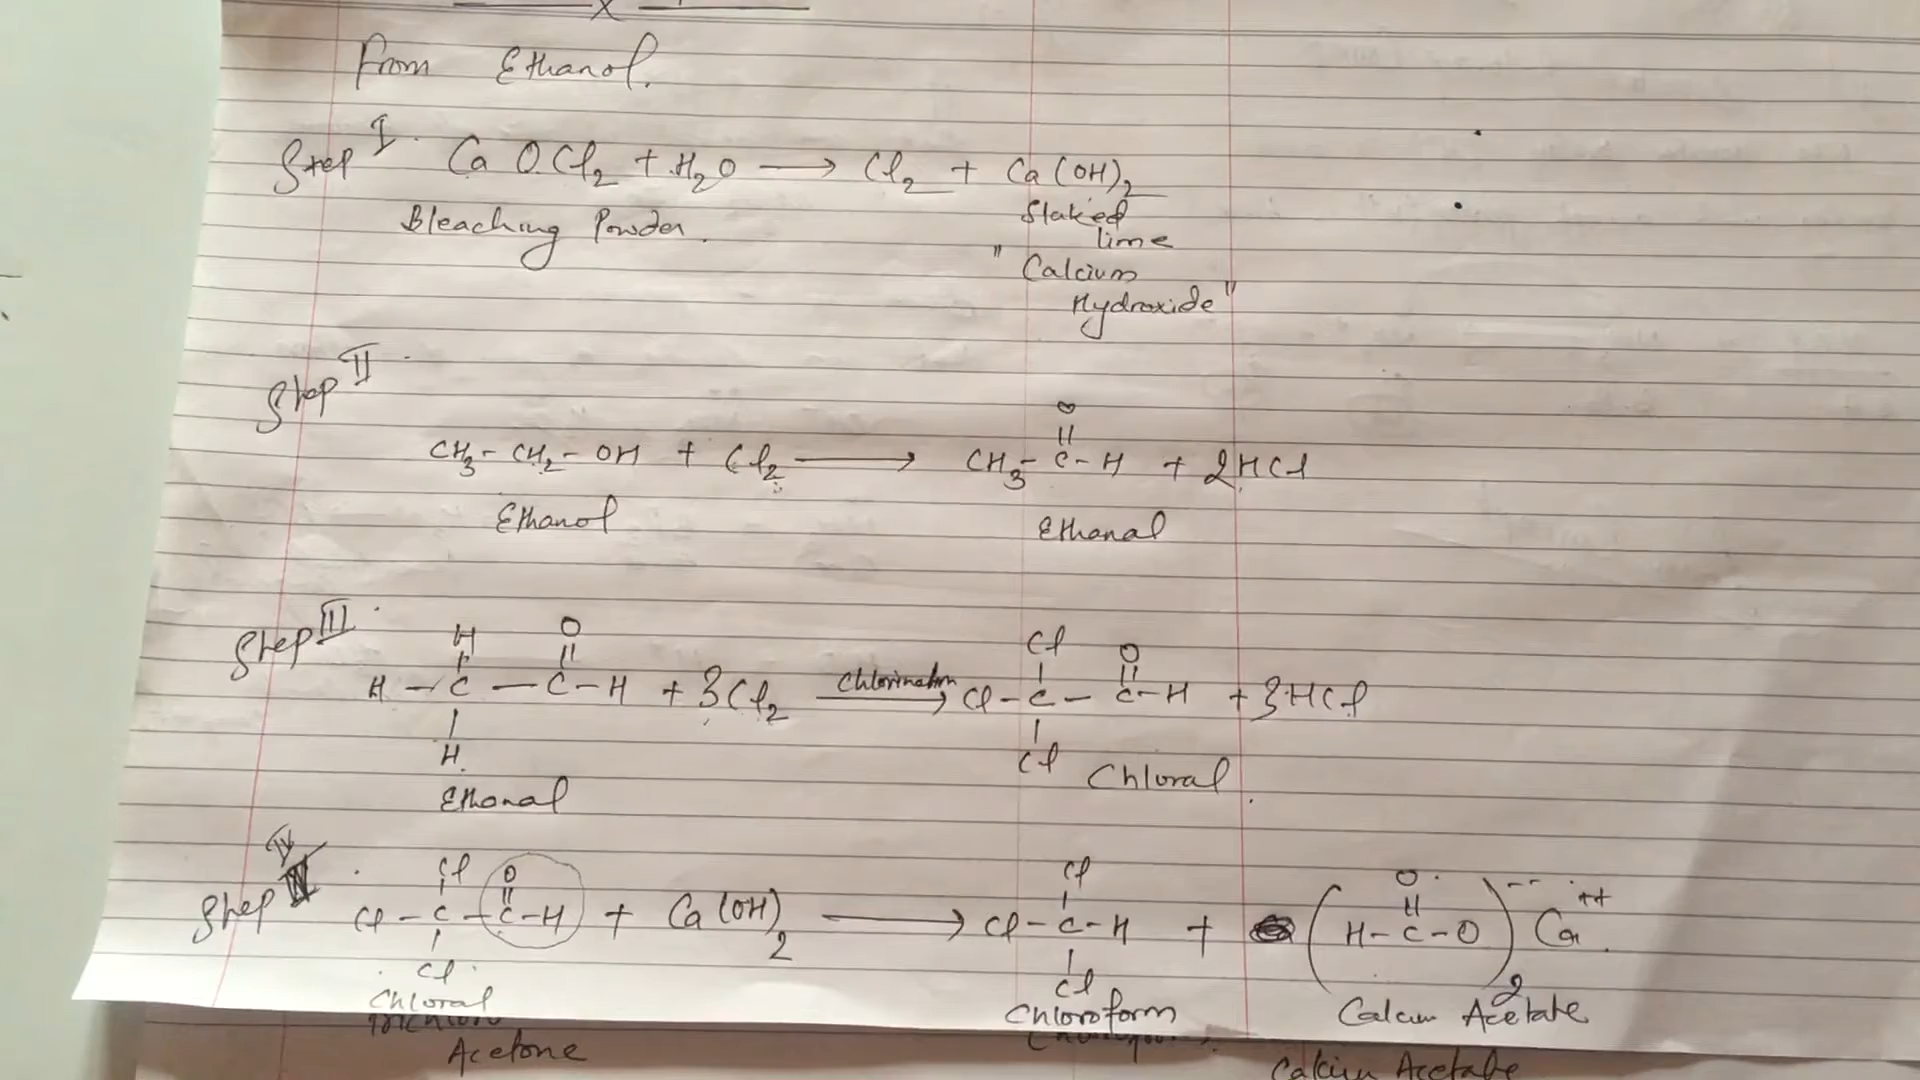 X
From Ethanol.
Step I. CaOCl2 + H2O → Cl2 + Ca(OH)2
Bleaching Powder.
Slaked
lime
"Calcium
Hydroxide"
Step II.
O
||
CH3 - CH2 - OH + Cl2 → CH3 - C - H + 2HCl
Ethanol Ethanal
Step III.
H O Cl O
H - C - C - H + 3Cl2 Chlorination → Cl - C - C - H + 3HCl
H Cl
Ethanal Chloral.
Step IV.
Cl O Cl O
Cl - C - C - H + Ca(OH)2 → Cl - C - H + (H - C - O)2-- Ca++.
Cl Cl
Chloral Chloroform Calcium Acetate
Acetone Calcium Acetate